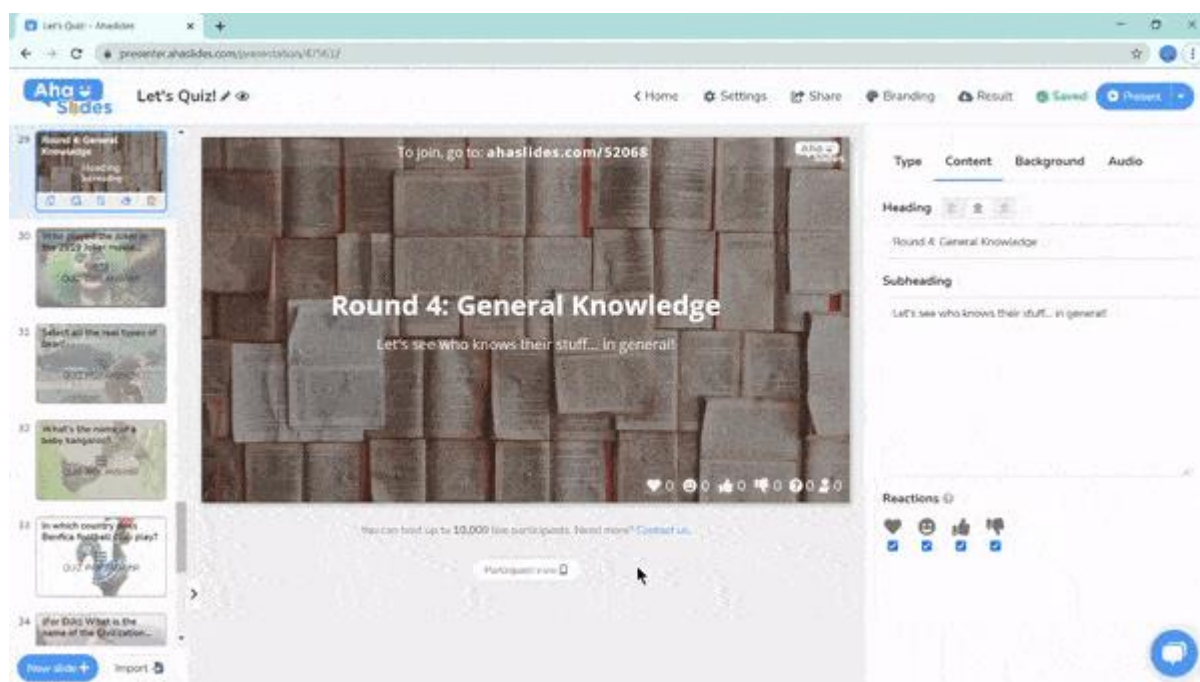 Let's Quiz! - AhaSlides
presenter.ahaslides.com/presentation/
Aha Slides
Let's Quiz!
Home
Settings
Share
Branding
Result
Saved
Present
29
Round 4: General Knowledge
Heading
30
Who played the Joker in
the 2019 Joker movie...
31
Select all the real types of
bear!
32
What's the name of a
baby kangaroo?
33
In which country does
Benfica football club play?
34
What is the
name of the Civilization...
New slide +
Import
To join, go to: ahaslides.com/52068
Aha Slides
Round 4: General Knowledge
Let's see who knows their stuff... in general!
0 0 0 0 0 0
You can host up to 10,000 live participants. Need more? Contact us.
Participant view
Type Content Background Audio
Heading
Round 4: General Knowledge
Subheading
Let's see who knows their stuff... in general!
Reactions